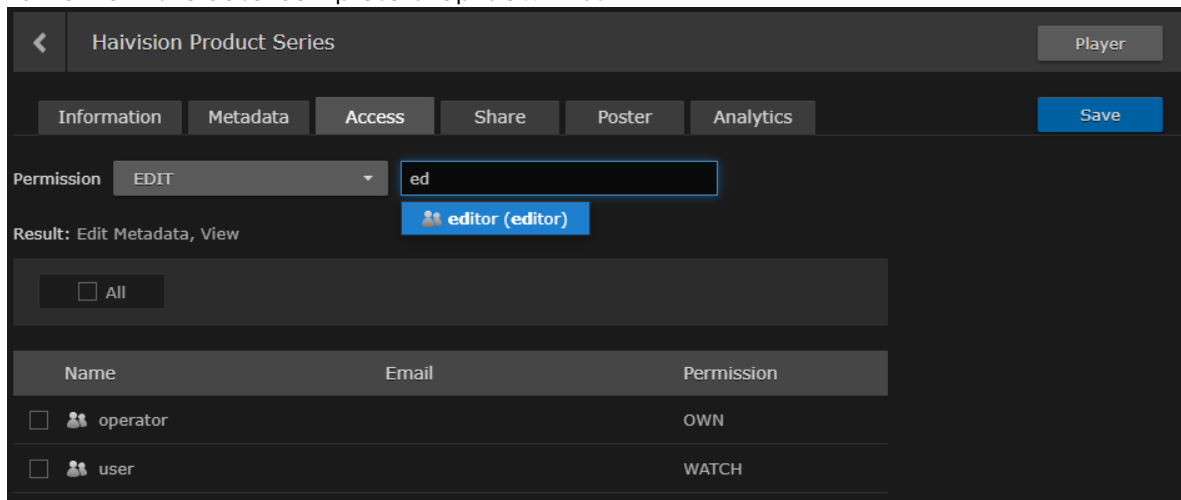 Haivision Product Series
Player
Information Metadata Access Share Poster Analytics Save
Permission EDIT ed
editor (editor)
Result: Edit Metadata, View
All
Name Email Permission
operator OWN
user WATCH